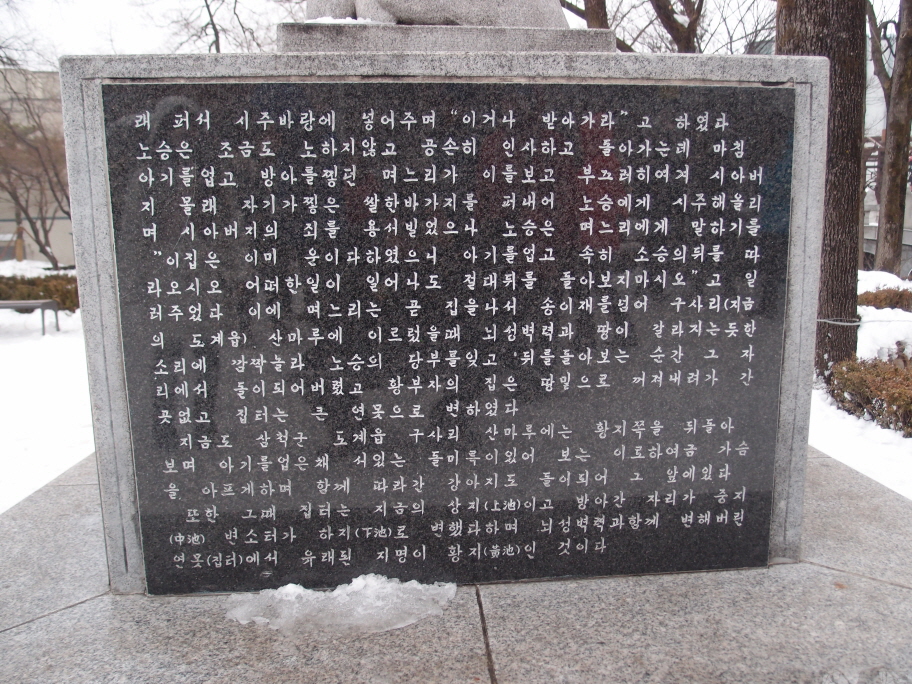 래 퍼서 시주바랑에 넣어주며 “이거나 받아가라”고 하였다
노승은 조금도 노하지않고 공손히 인사하고 돌아가는데 마침
아기를업고 방아를찧던 며느리가 이를보고 부끄러히여겨 시아버
지 몰래 자기가찧은 쌀한바가지를 퍼내어 노승에게 시주해올리
며 시아버지의 죄를 용서빌었으나 노승은 며느리에게 말하기를
“이집은 이미 운이다하였으니 아기를업고 속히 소승의뒤를 따
라오시오 어떠한일이 일어나도 절대뒤를 돌아보지마시오”고 일
러주었다 이에 며느리는 곧 집을나서 송이재를넘어 구사리(지금
의 도계읍) 산마루에 이르렀을때 뇌성벽력과 땅이 갈라지는듯한
소리에 깜짝놀라 노승의 당부를잊고 뒤를돌아보는 순간 그 자
리에서 돌이되어버렸고 황부자의 집은 땅밑으로 꺼져내려가 간
곳없고 집터는 큰 연못으로 변하였다
지금도 삼척군 도계읍 구사리 산마루에는 황지쪽을 뒤돌아
보며 아기를업은채 서있는 돌미륵이있어 보는 이로하여금 가슴
을 아프게하며 함께 따라간 강아지도 돌이되어 그 앞에있다
또한 그때 집터는 지금의 상지(上池)이고 방아간 자리가 중지
(中池) 변소터가 하지(下池)로 변했다하며 뇌성벽력과함께 변해버린
연못(집터)에서 유래된 지명이 황지(黃池)인 것이다